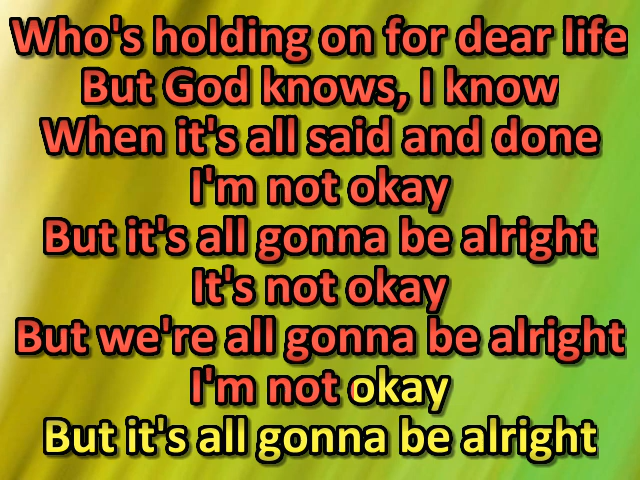 Who's holding on for dear life
But God knows, I know
When it's all said and done
I'm not okay
But it's all gonna be alright
It's not okay
But we're all gonna be alright
I'm not okay
But it's all gonna be alright